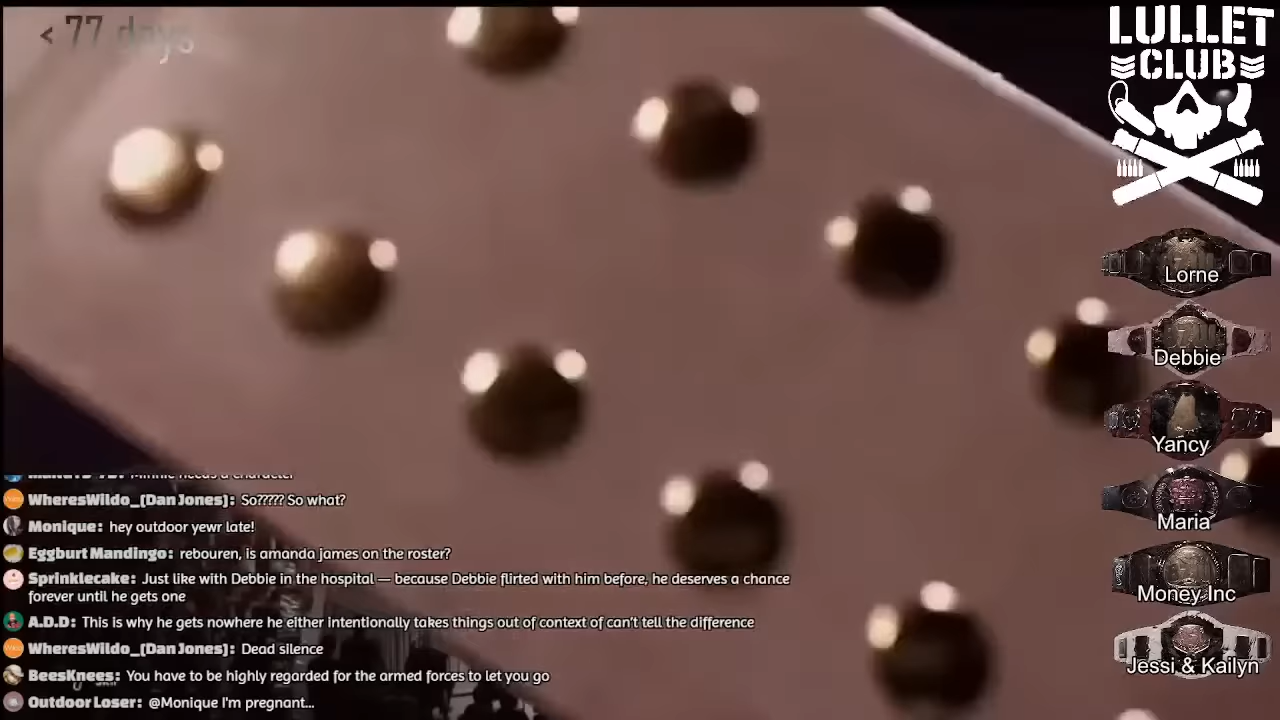 < 77 days
LULLET
CLUB
Lorne
Debbie
Yancy
Maria
Money Inc
Jessi & Kailyn
Minnie needs a character
WheresWildo_(Dan Jones): So????? So what?
Monique: hey outdoor yewr late!
Eggburt Mandingo: rebouren, is amanda james on the roster?
Sprinklecake: Just like with Debbie in the hospital — because Debbie flirted with him before, he deserves a chance
forever until he gets one
A.D.D: This is why he gets nowhere he either intentionally takes things out of context of can't tell the difference
WheresWildo_(Dan Jones): Dead silence
BeesKnees: You have to be highly regarded for the armed forces to let you go
Outdoor Loser: @Monique I'm pregnant...